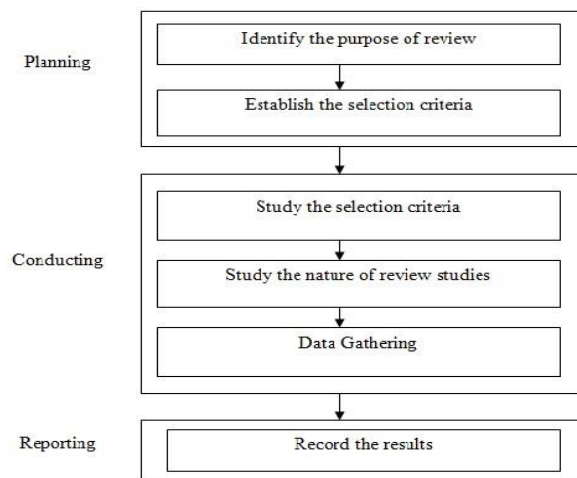 Planning
Identify the purpose of review
Establish the selection criteria
Conducting
Study the selection criteria
Study the nature of review studies
Data Gathering
Reporting
Record the results